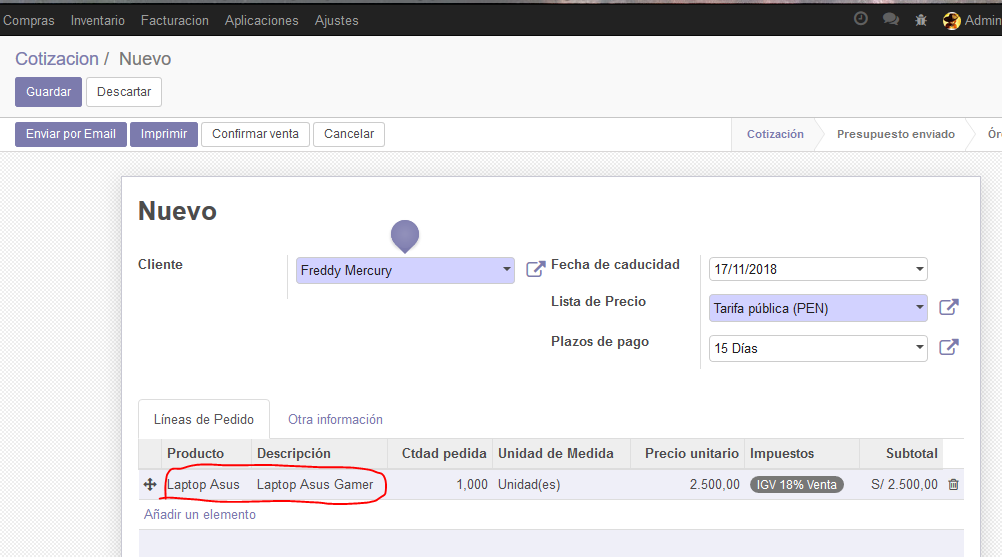 Compras Inventario Facturacion Aplicaciones Ajustes Admin
Cotizacion / Nuevo
Guardar Descartar
Enviar por Email Imprimir Confirmar venta Cancelar Cotización Presupuesto enviado Ór
Nuevo
Cliente Freddy Mercury Fecha de caducidad 17/11/2018
Lista de Precio Tarifa pública (PEN)
Plazos de pago 15 Días
Líneas de Pedido Otra información
Producto Descripción Ctdad pedida Unidad de Medida Precio unitario Impuestos Subtotal
Laptop Asus Laptop Asus Gamer 1,000 Unidad(es) 2.500,00 IGV 18% Venta S/ 2.500,00
Añadir un elemento